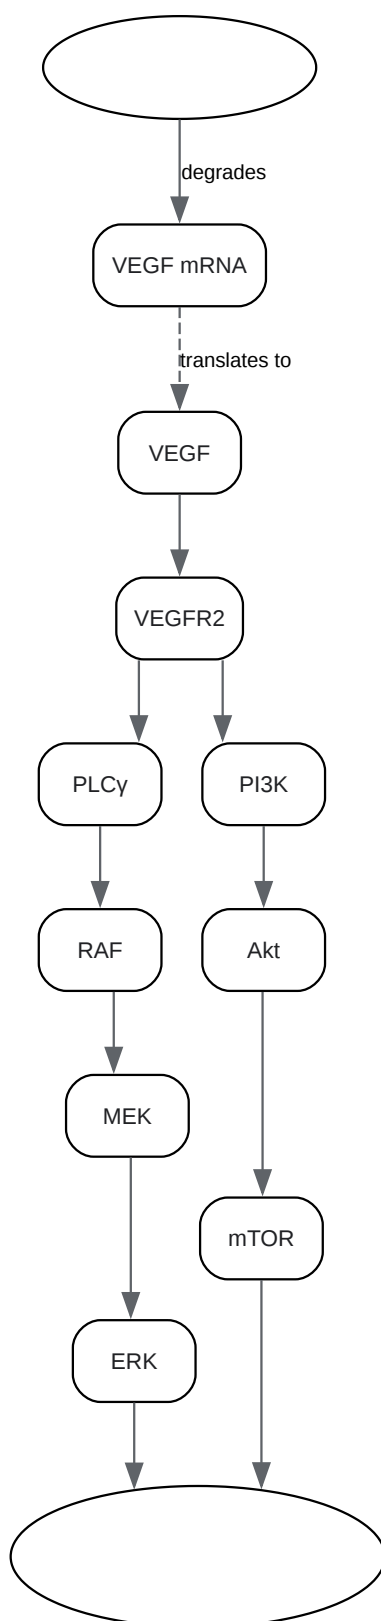 degrades
VEGF mRNA
translates to
VEGF
VEGFR2
PLCγ
PI3K
RAF
Akt
MEK
mTOR
ERK